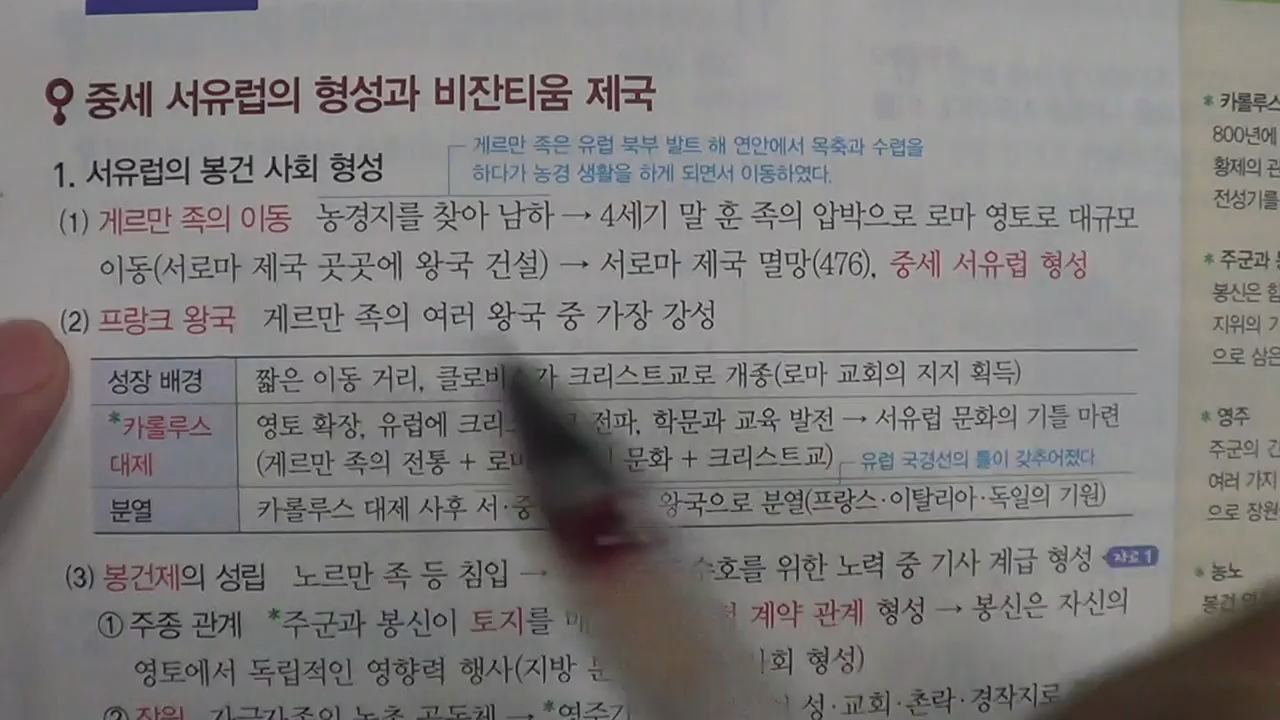 중세 서유럽의 형성과 비잔티움 제국
게르만 족은 유럽 북부 발트 해 연안에서 목축과 수렵을
하다가 농경 생활을 하게 되면서 이동하였다.
1. 서유럽의 봉건 사회 형성
(1) 게르만 족의 이동 농경지를 찾아 남하 → 4세기 말 훈 족의 압박으로 로마 영토로 대규모
이동(서로마 제국 곳곳에 왕국 건설) → 서로마 제국 멸망(476), 중세 서유럽 형성
(2) 프랑크 왕국 게르만 족의 여러 왕국 중 가장 강성
성장 배경 짧은 이동 거리, 가 크리스트교로 개종(로마 교회의 지지 획득)
*카롤루스 영토 확장, 유럽에 전파, 학문과 교육 발전 → 서유럽 문화의 기틀 마련
대제 (게르만 족의 전통 + 문화 + 크리스트교) 유럽 국경선의 틀이 갖추어졌다
분열 카롤루스 대제 사후 서·중 왕국으로 분열(프랑스·이탈리아·독일의 기원)
(3) 봉건제의 성립 노르만 족 등 침입 → 수호를 위한 노력 중 기사 계급 형성 자료 1
① 주종 관계 *주군과 봉신이 토지를 계약 관계 형성 → 봉신은 자신의
영토에서 독립적인 영향력 행사(지방 형성)
② 장원 *영주 성·교회·촌락·경작지로
* 카롤루스
800년에
황제의 관
전성기를
* 주군과
봉신은
지위의
으로 삼은
* 영주
주군의
여러 가지
으로 장원
* 농노
봉건